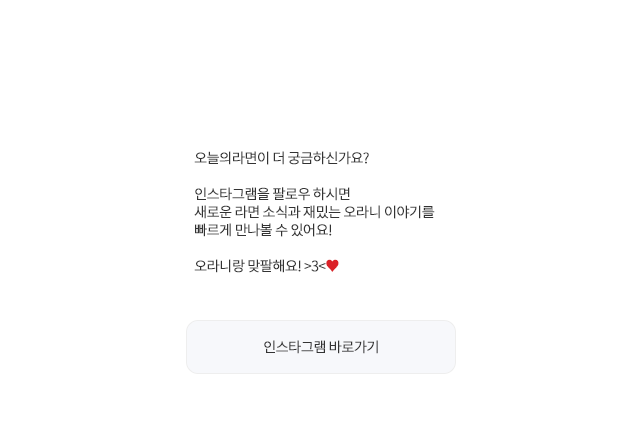 오늘의라면이 더 궁금하신가요?
인스타그램을 팔로우 하시면
새로운 라면 소식과 재밌는 오라니 이야기를
빠르게 만나볼 수 있어요!
오라니랑 맞팔해요! >3<♥
인스타그램 바로가기